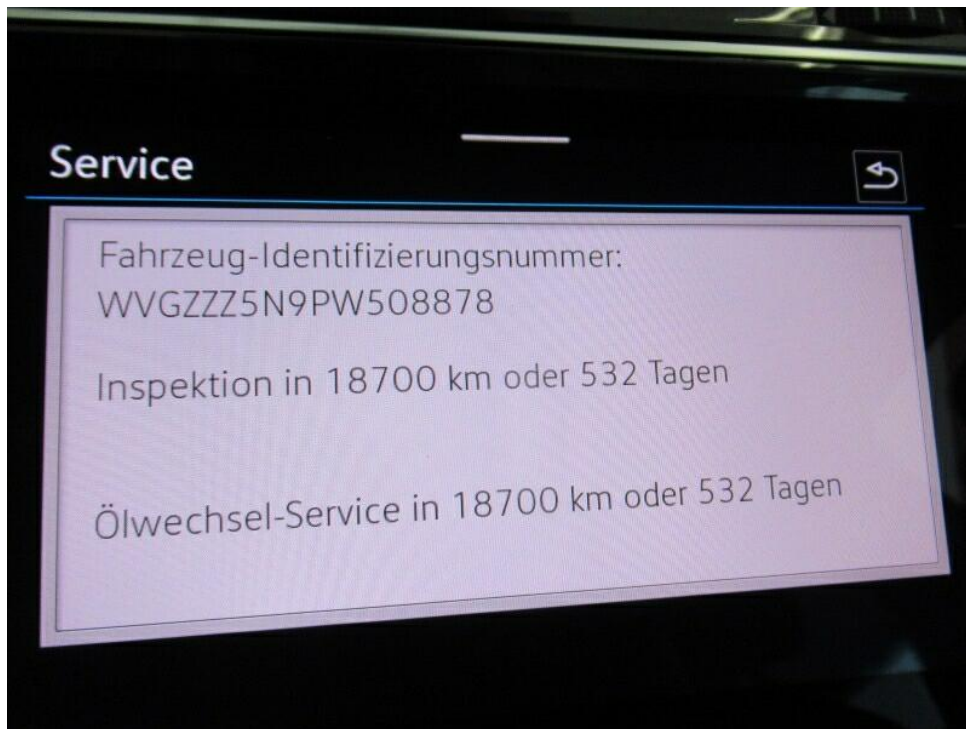 Service
Fahrzeug-Identifizierungsnummer:
WVGZZZ5N9PW508878
Inspektion in 18700 km oder 532 Tagen
Ölwechsel-Service in 18700 km oder 532 Tagen